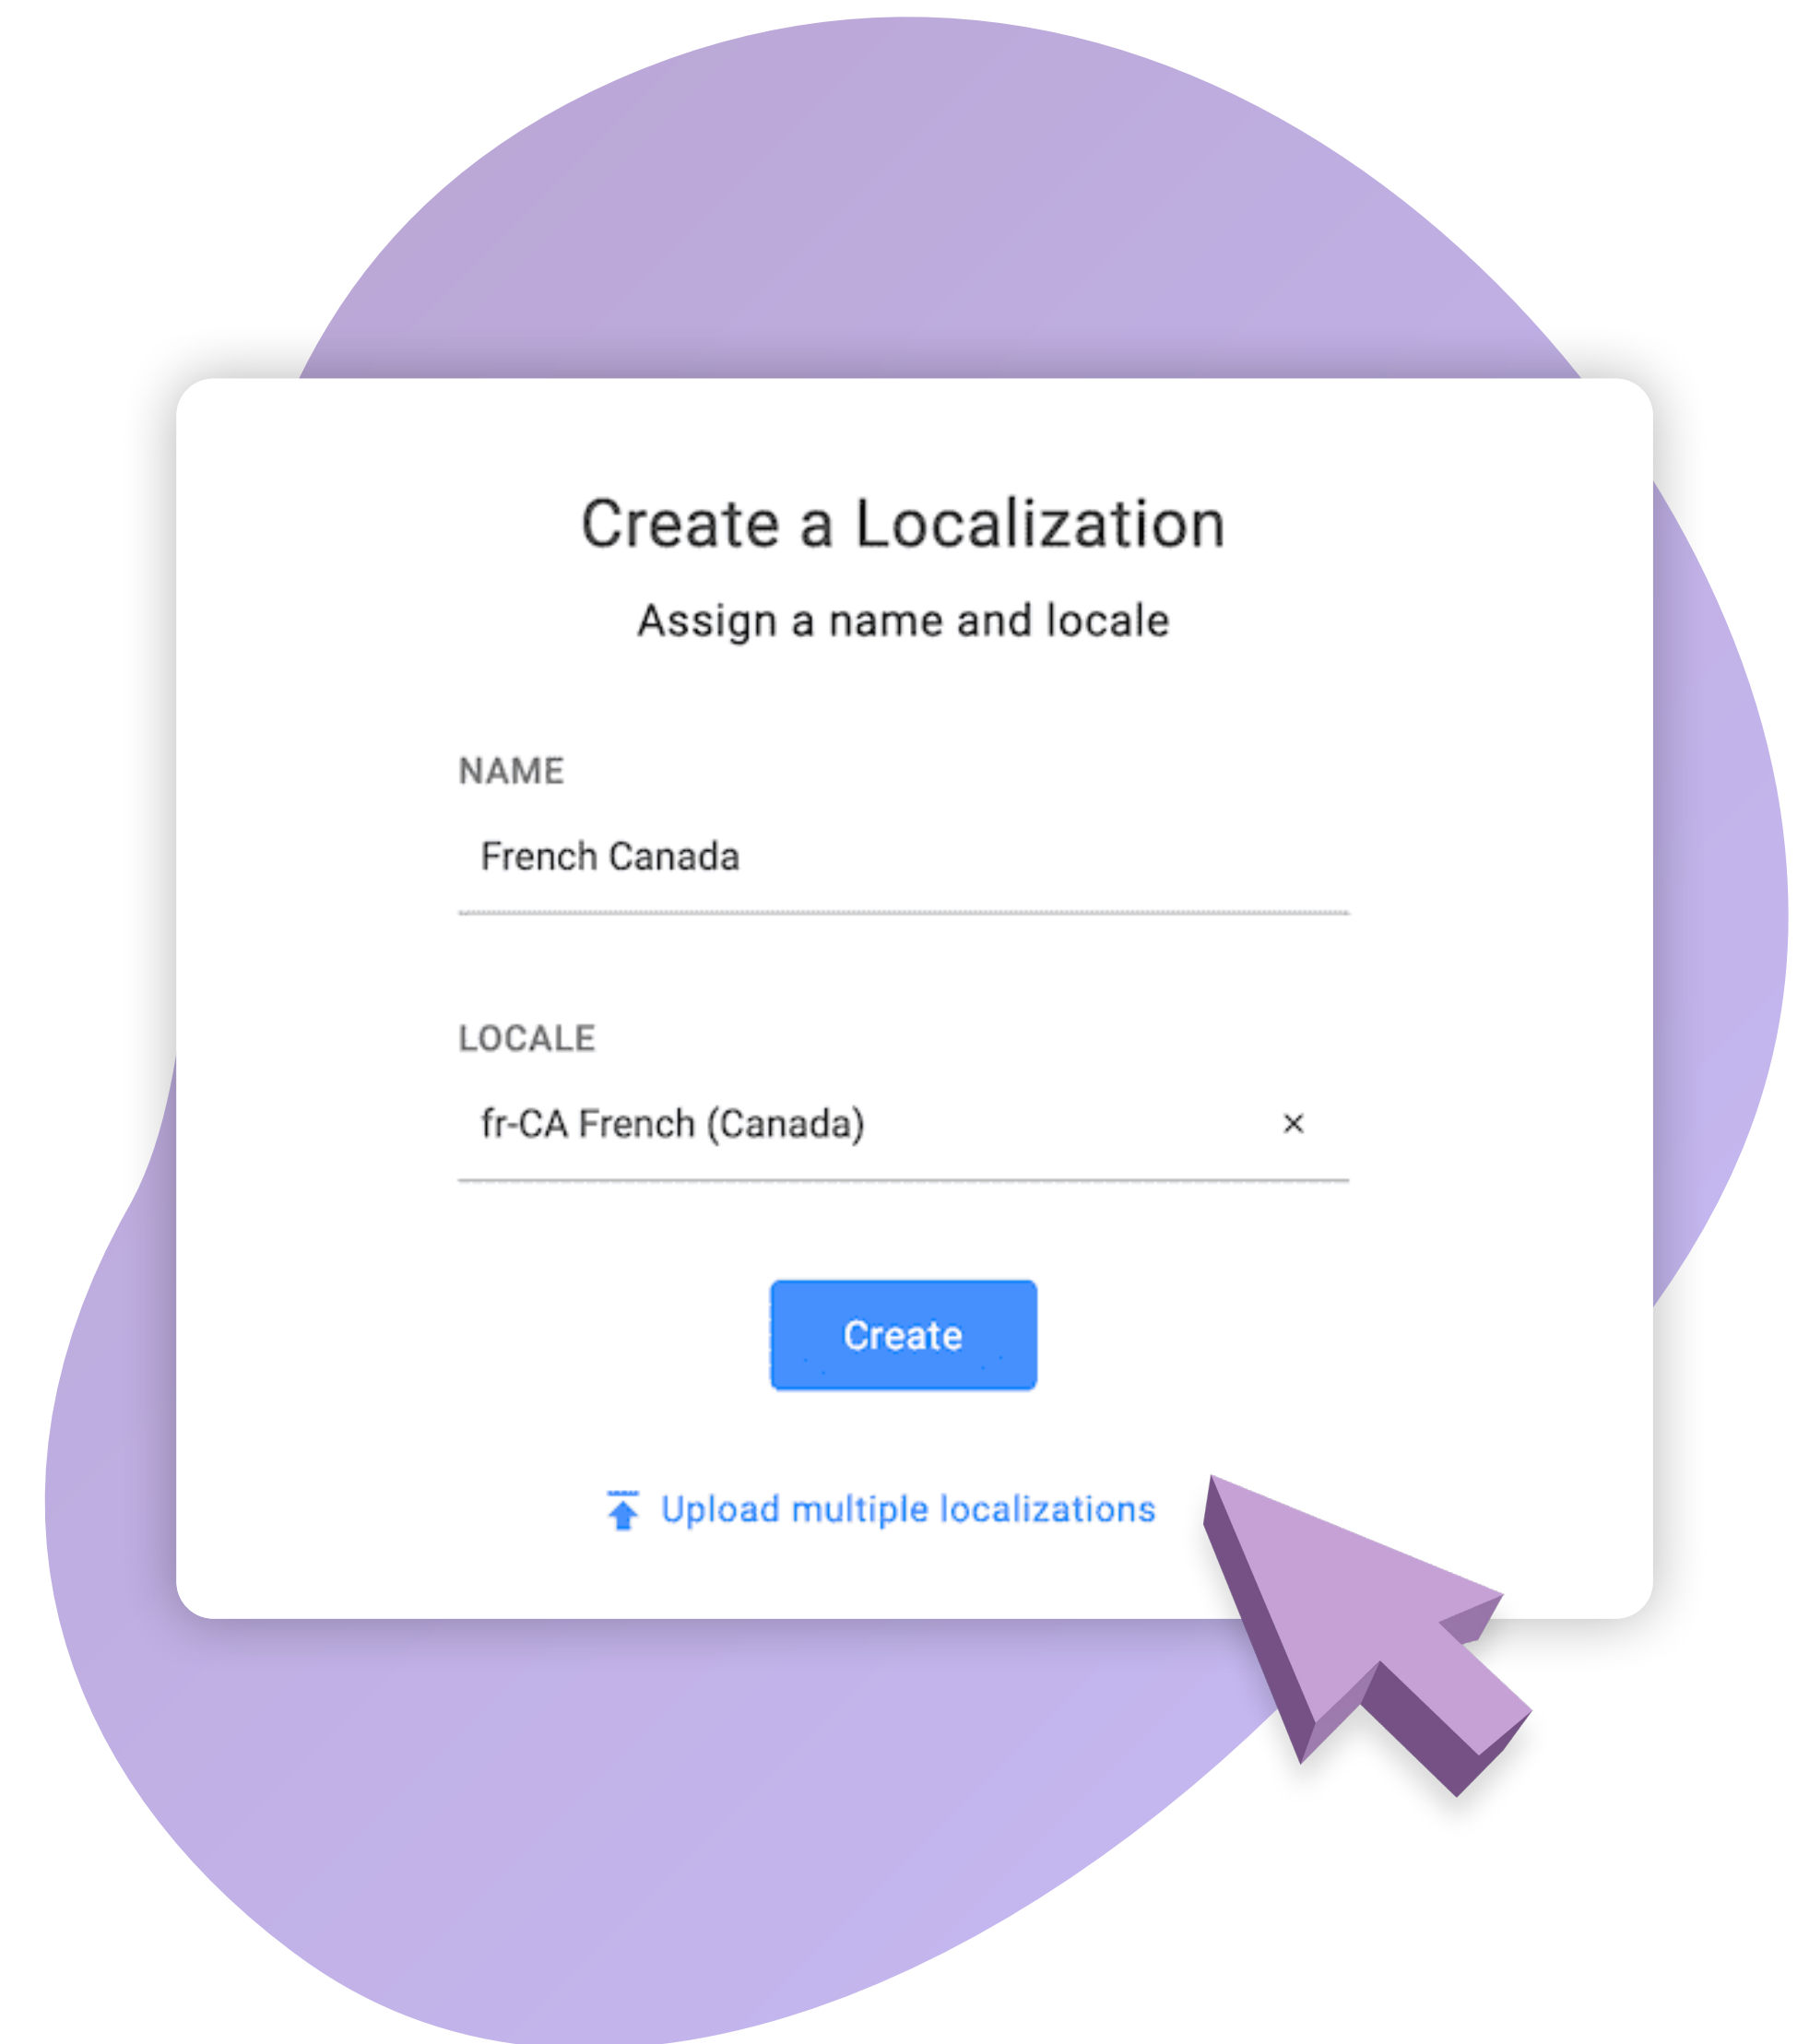 Create a Localization
Assign a name and locale
NAME
French Canada
LOCALE
fr-CA French (Canada)
Create
Upload multiple localizations